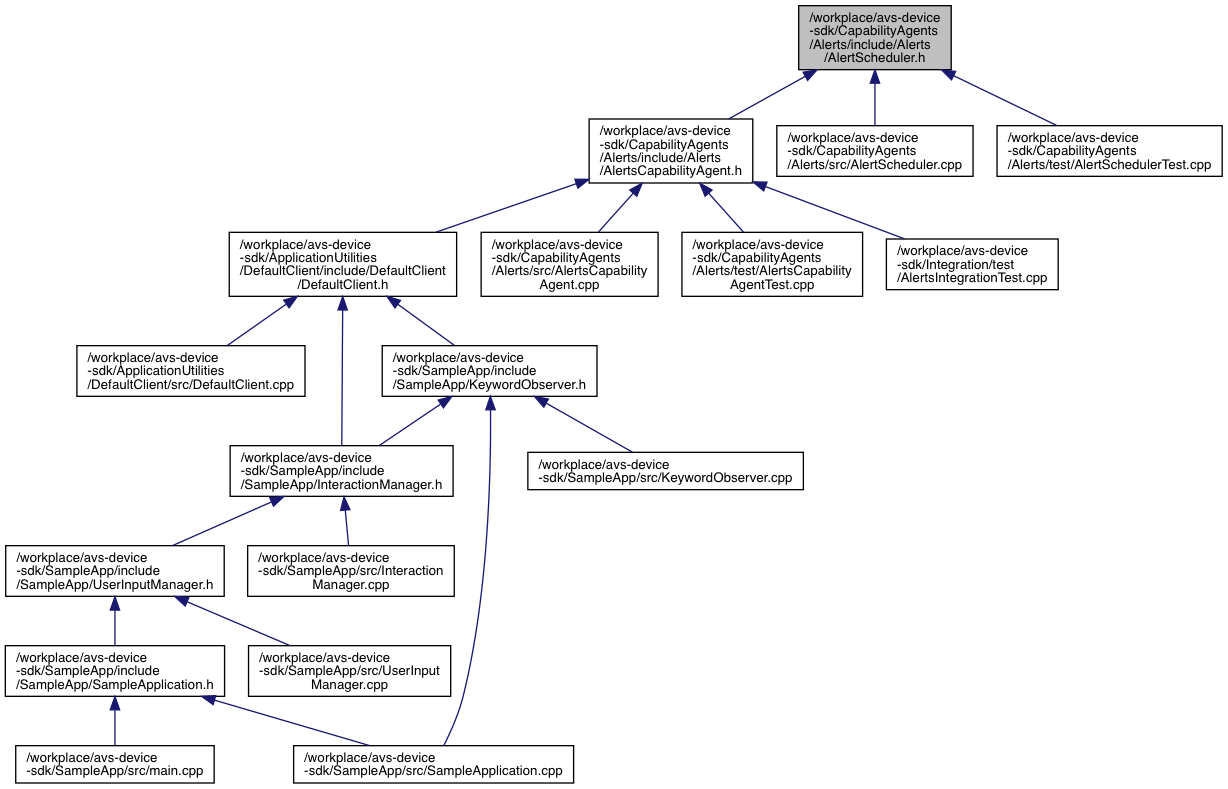 /workplace/avs-device
-sdk/CapabilityAgents
/Alerts/include/Alerts
/AlertScheduler.h
/workplace/avs-device
-sdk/CapabilityAgents
/Alerts/include/Alerts
/AlertsCapabilityAgent.h
/workplace/avs-device
-sdk/CapabilityAgents
/Alerts/src/AlertScheduler.cpp
/workplace/avs-device
-sdk/CapabilityAgents
/Alerts/test/AlertSchedulerTest.cpp
/workplace/avs-device
-sdk/ApplicationUtilities
/DefaultClient/include/DefaultClient
/DefaultClient.h
/workplace/avs-device
-sdk/CapabilityAgents
/Alerts/src/AlertsCapability
Agent.cpp
/workplace/avs-device
-sdk/CapabilityAgents
/Alerts/test/AlertsCapability
AgentTest.cpp
/workplace/avs-device
-sdk/Integration/test
/AlertsIntegrationTest.cpp
/workplace/avs-device
-sdk/ApplicationUtilities
/DefaultClient/src/DefaultClient.cpp
/workplace/avs-device
-sdk/SampleApp/include
/SampleApp/KeywordObserver.h
/workplace/avs-device
-sdk/SampleApp/include
/SampleApp/InteractionManager.h
/workplace/avs-device
-sdk/SampleApp/src/KeywordObserver.cpp
/workplace/avs-device
-sdk/SampleApp/include
/SampleApp/UserInputManager.h
/workplace/avs-device
-sdk/SampleApp/src/Interaction
Manager.cpp
/workplace/avs-device
-sdk/SampleApp/include
/SampleApp/SampleApplication.h
/workplace/avs-device
-sdk/SampleApp/src/UserInput
Manager.cpp
/workplace/avs-device
-sdk/SampleApp/src/main.cpp
/workplace/avs-device
-sdk/SampleApp/src/SampleApplication.cpp